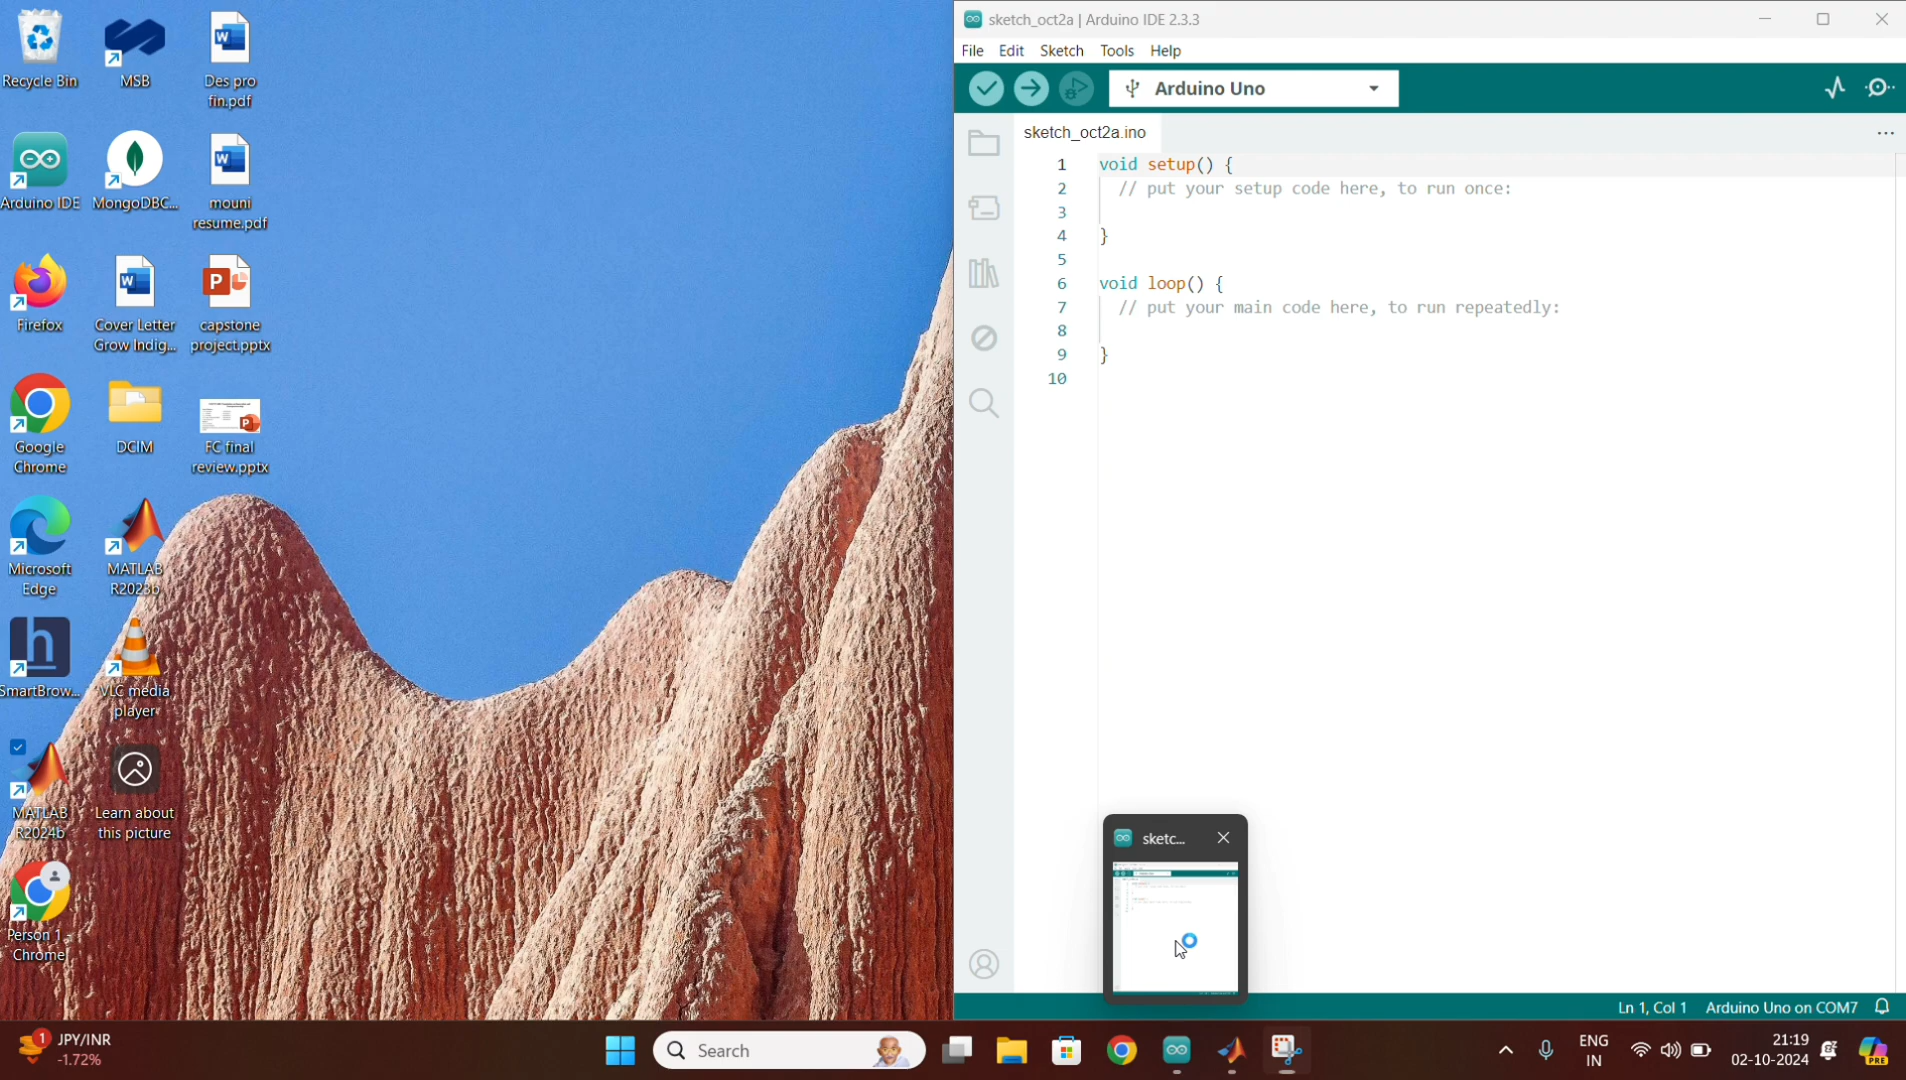 Recycle Bin
MSB
Des pro
fin.pdf
Arduino IDE
MongoDBC...
mouni
resume.pdf
Firefox
Cover Letter
Grow Indig...
capstone
project.pptx
Google
Chrome
DCIM
FC final
review.pptx
Microsoft
Edge
MATLAB
R2023b
SmartBrow...
VLC media
player
MATLAB
R2024b
Learn about
this picture
Person 1 -
Chrome
sketch_oct2a | Arduino IDE 2.3.3
File Edit Sketch Tools Help
Arduino Uno
sketch_oct2a.ino
1 void setup() {
2 // put your setup code here, to run once:
3
4 }
5
6 void loop() {
7 // put your main code here, to run repeatedly:
8
9 }
10
sketc...
Ln 1, Col 1 Arduino Uno on COM7
1
JPY/INR
-1.72%
Search
ENG
IN
21:19
02-10-2024
PRE